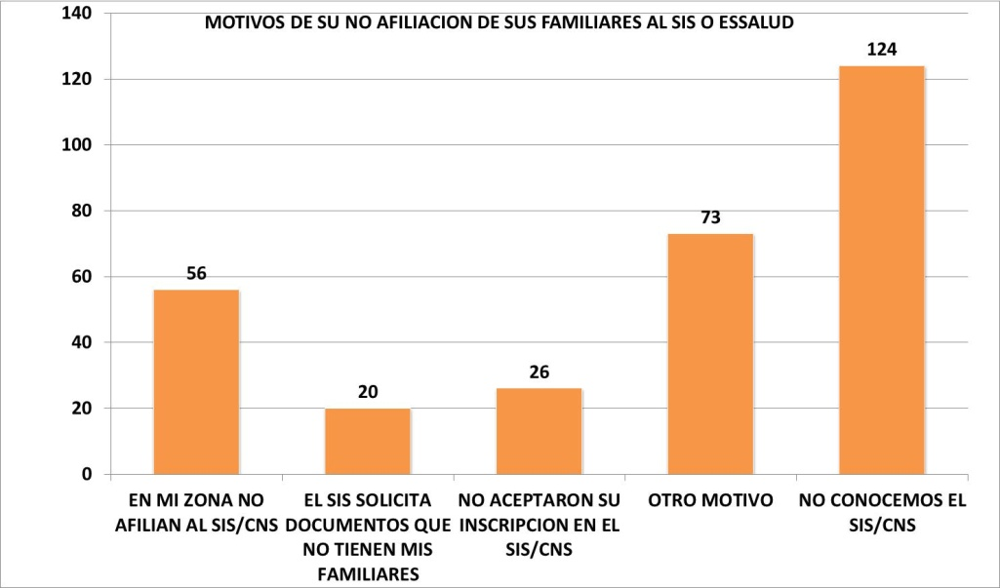 MOTIVOS DE SU NO AFILIACION DE SUS FAMILIARES AL SIS O ESSALUD
140
120
100
80
60
40
20
0
56
20
26
73
124
EN MI ZONA NO
AFILIAN AL SIS/CNS
EL SIS SOLICITA
DOCUMENTOS QUE
NO TIENEN MIS
FAMILIARES
NO ACEPTARON SU
INSCRIPCION EN EL
SIS/CNS
OTRO MOTIVO
NO CONOCEMOS EL
SIS/CNS